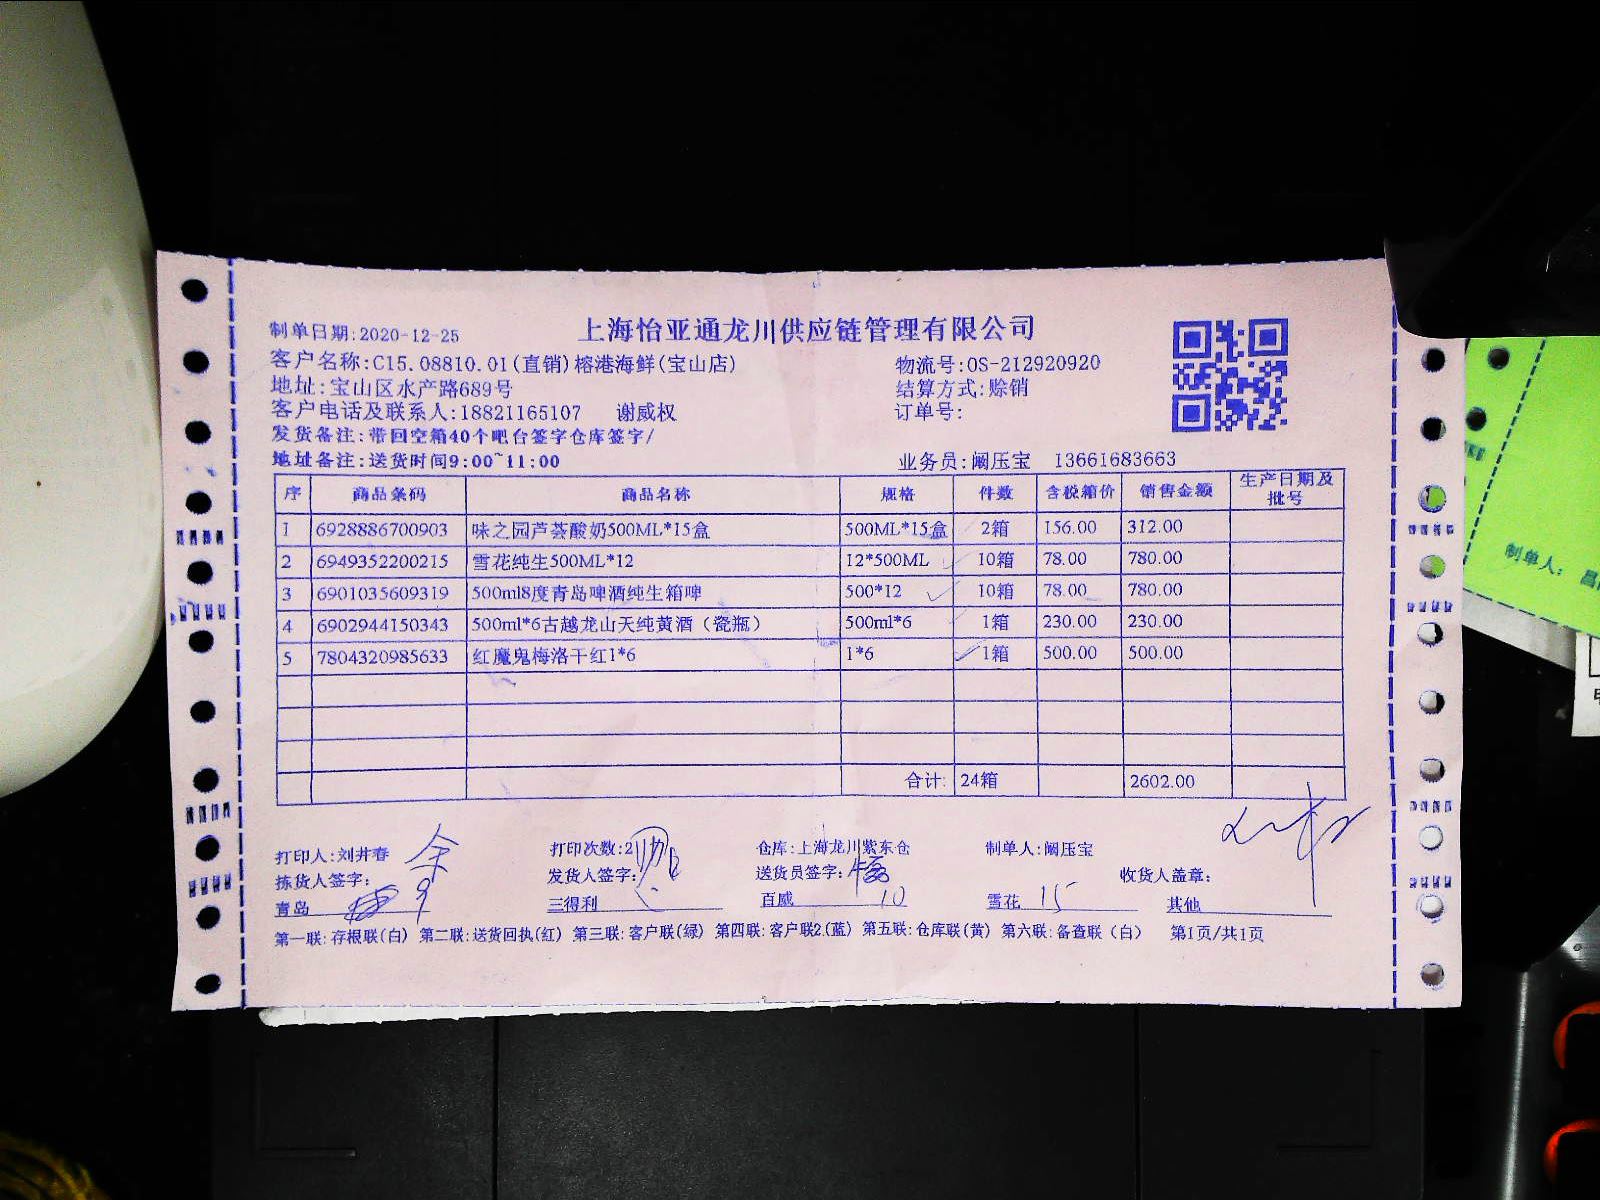 上海怡亚通龙川供应链管理有限公司
制单日期:2020-12-25
客户名称:C15.08810.01(直销)榕港海鲜(宝山店) 物流号:OS-212920920
地址:宝山区水产路689号 结算方式:赊销
客户电话及联系人:18821165107 谢威权 订单号:
发货备注:带回空箱40个吧台签字仓库签字/
地址备注:送货时间9:00~11:00 业务员:阚压宝 13661683663
序 商品条码 商品名称 规格 件数 含税箱价 销售金额 生产日期及批号
1 6928886700903 味之园芦荟酸奶500ML*15盒 500ML*15盒 2箱 156.00 312.00
2 6949352200215 雪花纯生500ML*12 12*500ML 10箱 78.00 780.00
3 6901035609319 500ml8度青岛啤酒纯生箱啤 500*12 10箱 78.00 780.00
4 6902944150343 500ml*6古越龙山天纯黄酒（瓷瓶） 500ml*6 1箱 230.00 230.00
5 7804320985633 红魔鬼梅洛干红1*6 1*6 1箱 500.00 500.00
合计: 24箱 2602.00
打印人:刘井春 打印次数:2 仓库:上海龙川紫东仓 制单人:阚压宝
拣货人签字: 余 发货人签字: 送货员签字: 收货人盖章:
青岛 9 三得利 百威 10 雪花 15 其他
第一联:存根联(白) 第二联:送货回执(红) 第三联:客户联(绿) 第四联:客户联2(蓝) 第五联:仓库联(黄) 第六联:备查联（白） 第1页/共1页
制单人: